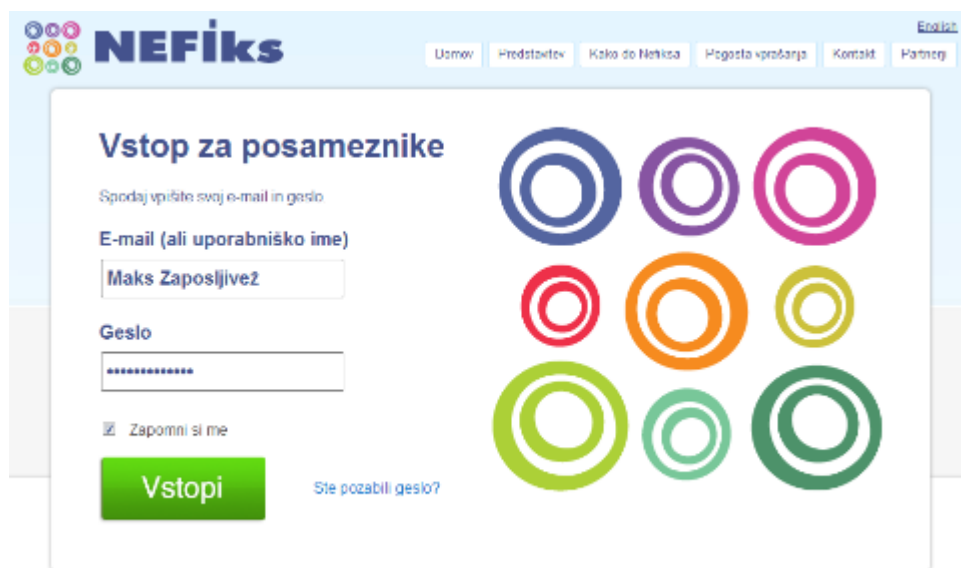 English
NEFiks
Domov Predstavitev Kako do Nefiksa Pogosta vprašanja Kontakt Partnerji
Vstop za posameznike
Spodaj vpišite svoj e-mail in geslo
E-mail (ali uporabniško ime)
Maks Zaposljivež
Geslo
•••••••••••••
Zapomni si me
Vstopi
Ste pozabili geslo?